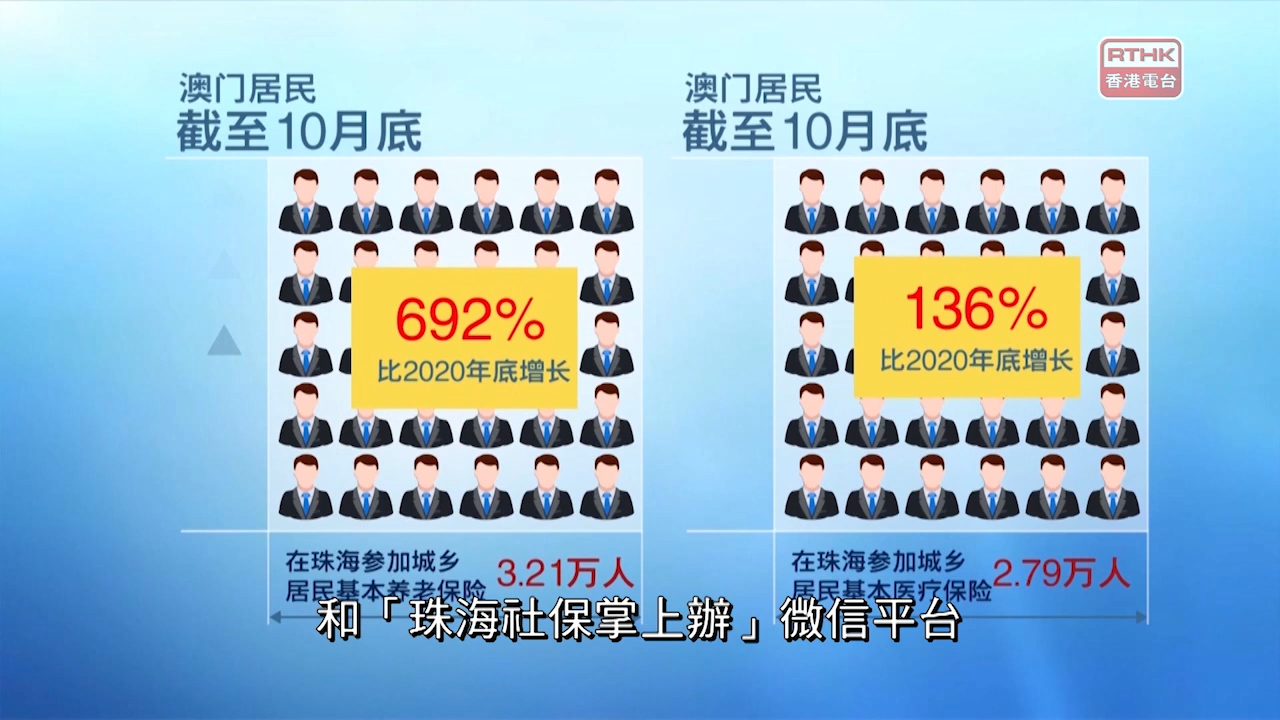 RTHK
香港電台
澳门居民
截至10月底
692%
比2020年底增长
在珠海参加城乡
居民基本养老保险
3.21万人
澳门居民
截至10月底
136%
比2020年底增长
在珠海参加城乡
居民基本医疗保险
2.79万人
和「珠海社保掌上辦」微信平台